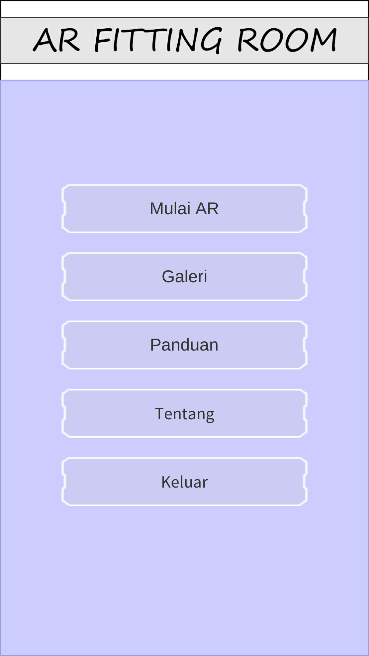 AR FITTING ROOM
Mulai AR
Galeri
Panduan
Tentang
Keluar